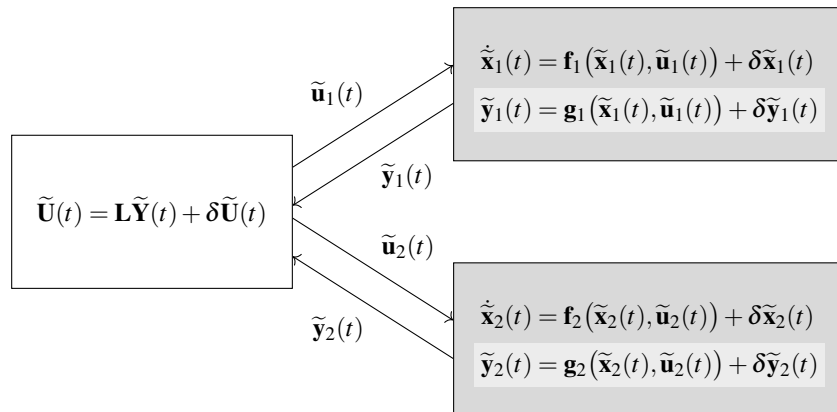 ẋ̃₁(t) = f₁(x̃₁(t), ũ₁(t)) + δx̃₁(t)
ỹ₁(t) = g₁(x̃₁(t), ũ₁(t)) + δỹ₁(t)
ũ₁(t)
ỹ₁(t)
Ũ(t) = LỸ(t) + δŨ(t)
ũ₂(t)
ỹ₂(t)
ẋ̃₂(t) = f₂(x̃₂(t), ũ₂(t)) + δx̃₂(t)
ỹ₂(t) = g₂(x̃₂(t), ũ₂(t)) + δỹ₂(t)